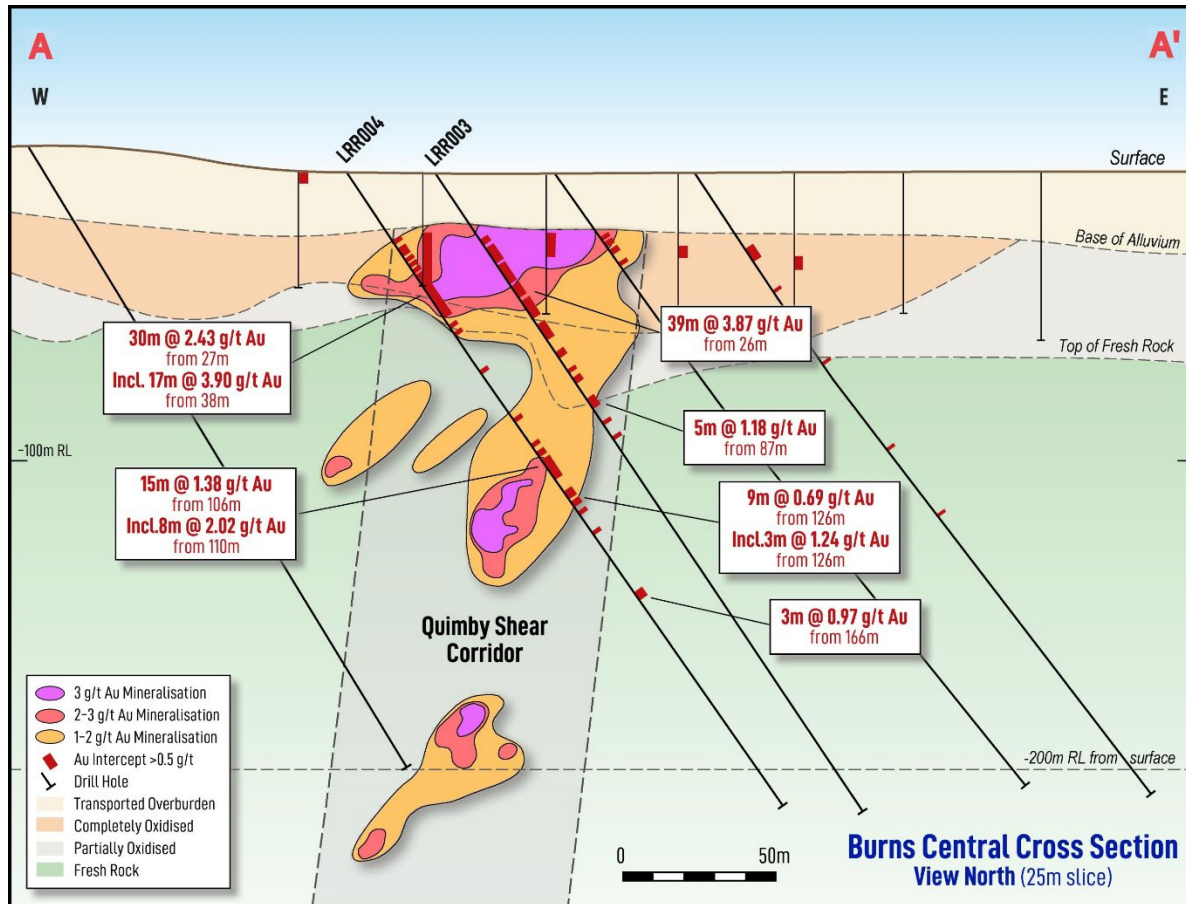 A
A'
W
E
LRR004
LRR003
Surface
Base of Alluvium
30m @ 2.43 g/t Au
from 27m
Incl. 17m @ 3.90 g/t Au
from 38m
39m @ 3.87 g/t Au
from 26m
Top of Fresh Rock
5m @ 1.18 g/t Au
from 87m
-100m RL
15m @ 1.38 g/t Au
from 106m
Incl.8m @ 2.02 g/t Au
from 110m
9m @ 0.69 g/t Au
from 126m
Incl.3m @ 1.24 g/t Au
from 126m
3m @ 0.97 g/t Au
from 166m
Quimby Shear
Corridor
3 g/t Au Mineralisation
2-3 g/t Au Mineralisation
1-2 g/t Au Mineralisation
Au Intercept >0.5 g/t
Drill Hole
Transported Overburden
Completely Oxidised
Partially Oxidised
Fresh Rock
-200m RL from surface
0 50m
Burns Central Cross Section
View North (25m slice)